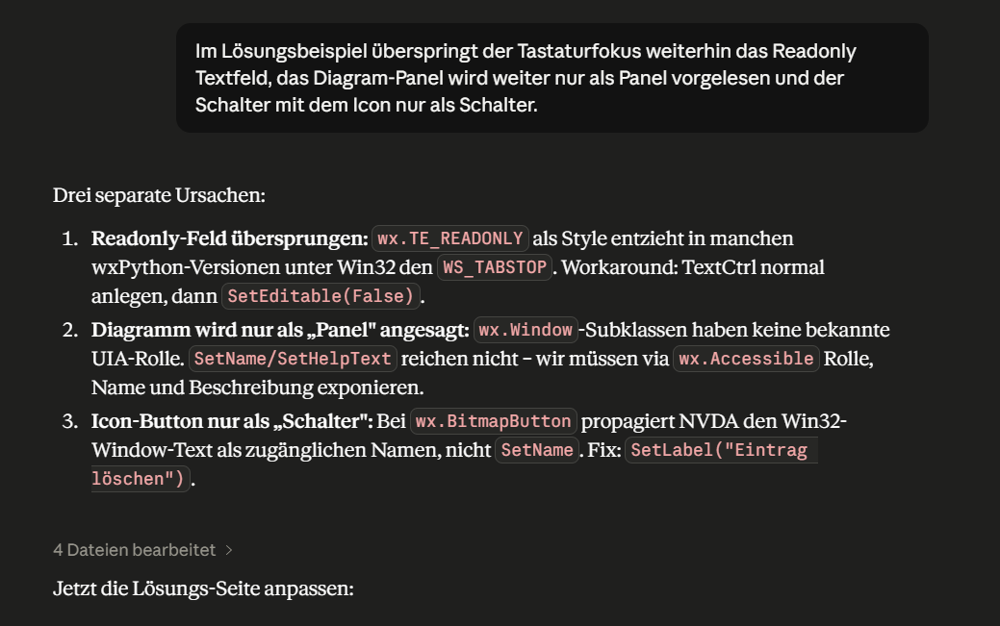 Im Lösungsbeispiel überspringt der Tastaturfokus weiterhin das Readonly
Textfeld, das Diagram-Panel wird weiter nur als Panel vorgelesen und der
Schalter mit dem Icon nur als Schalter.
Drei separate Ursachen:
1. Readonly-Feld übersprungen: wx.TE_READONLY als Style entzieht in manchen
wxPython-Versionen unter Win32 den WS_TABSTOP. Workaround: TextCtrl normal
anlegen, dann SetEditable(False).
2. Diagramm wird nur als „Panel" angesagt: wx.Window-Subklassen haben keine bekannte
UIA-Rolle. SetName/SetHelpText reichen nicht – wir müssen via wx.Accessible Rolle,
Name und Beschreibung exponieren.
3. Icon-Button nur als „Schalter": Bei wx.BitmapButton propagiert NVDA den Win32-
Window-Text als zugänglichen Namen, nicht SetName. Fix: SetLabel("Eintrag
löschen").
4 Dateien bearbeitet >
Jetzt die Lösungs-Seite anpassen: